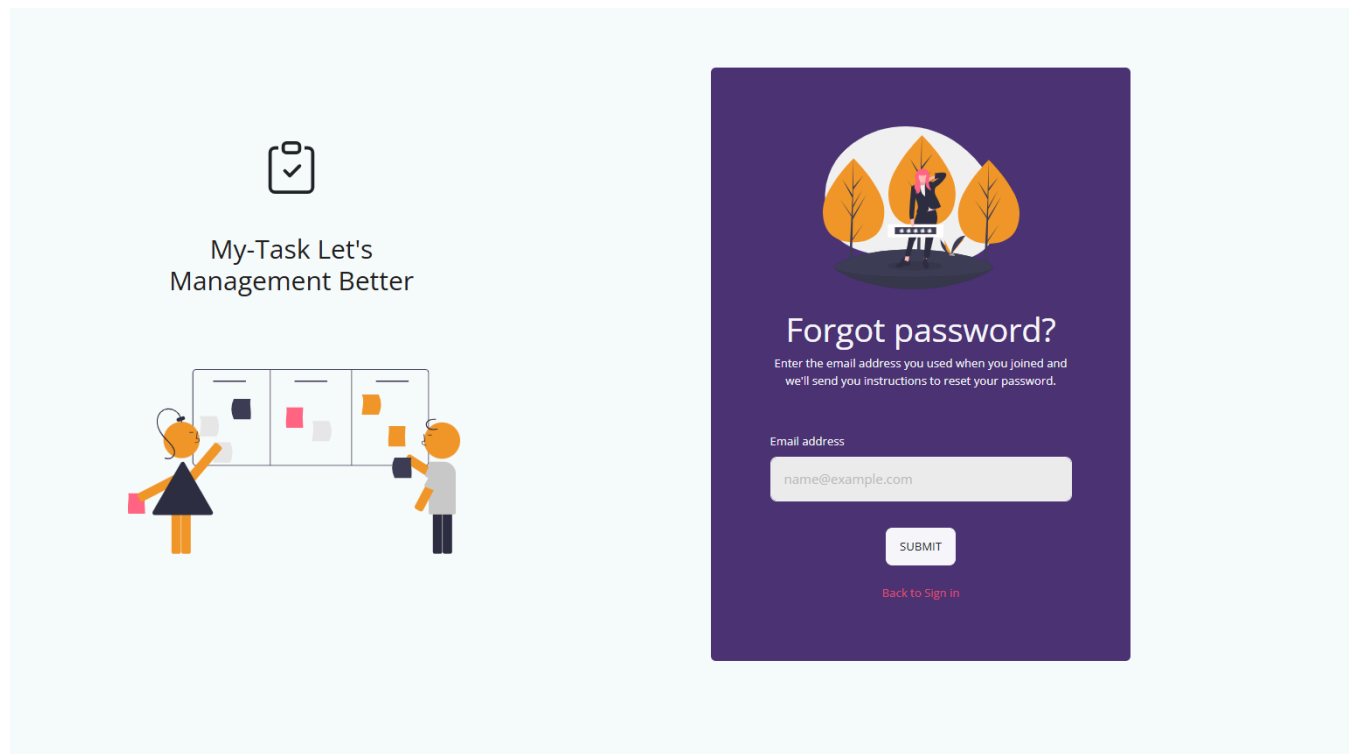 My-Task Let's
Management Better
Forgot password?
Enter the email address you used when you joined and
we'll send you instructions to reset your password.
Email address
name@example.com
SUBMIT
Back to Sign in